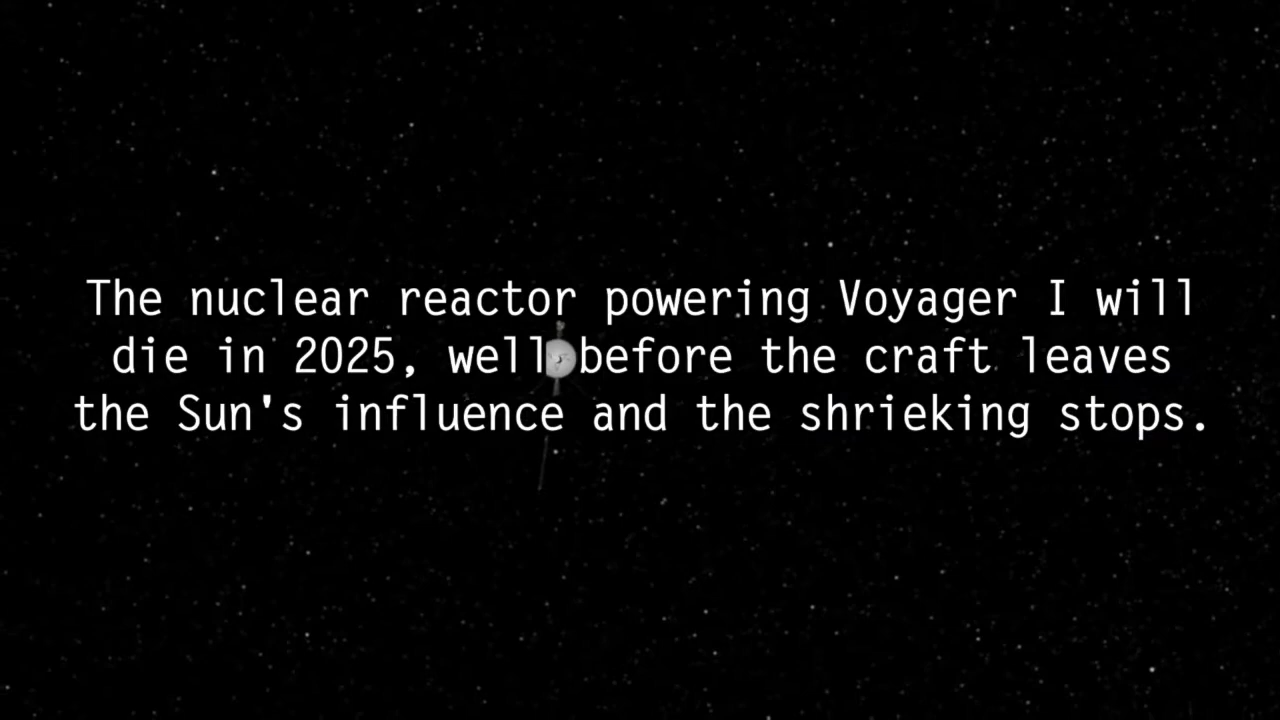 The nuclear reactor powering Voyager I will
die in 2025, well before the craft leaves
the Sun's influence and the shrieking stops.